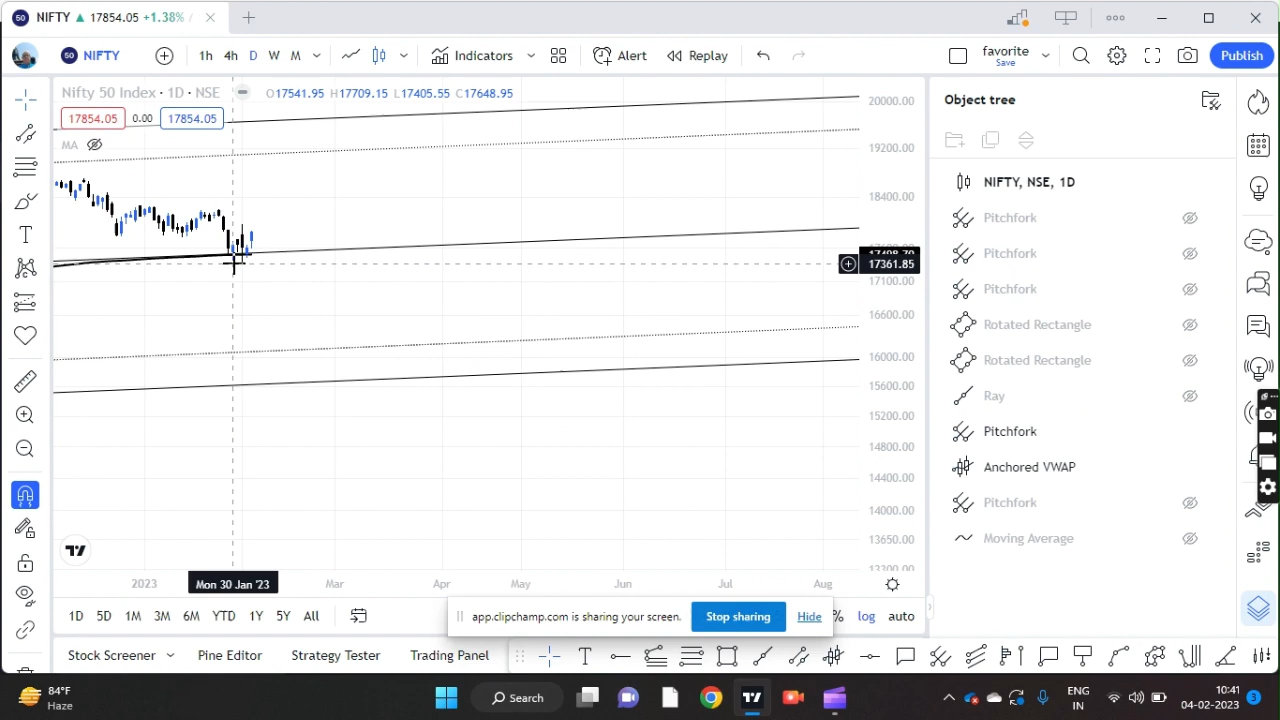 50 NIFTY ▲ 17854.05 +1.38% /
50 NIFTY 1h 4h D W M Indicators Alert Replay favorite Save Publish
Nifty 50 Index · 1D · NSE O17541.95 H17709.15 L17405.55 C17648.95
17854.05 0.00 17854.05
MA
20000.00
19200.00
18400.00
17361.85
17100.00
16600.00
16000.00
15600.00
15200.00
14800.00
14400.00
14000.00
13650.00
13200.00
2023 Mon 30 Jan '23 Mar Apr May Jun Jul Aug
Object tree
NIFTY, NSE, 1D
Pitchfork
Pitchfork
Pitchfork
Rotated Rectangle
Rotated Rectangle
Ray
Pitchfork
Anchored VWAP
Pitchfork
Moving Average
1D 5D 1M 3M 6M YTD 1Y 5Y All
app.clipchamp.com is sharing your screen. Stop sharing Hide
% log auto
Stock Screener Pine Editor Strategy Tester Trading Panel
84°F
Haze
Search
ENG
IN
10:41
04-02-2023
3